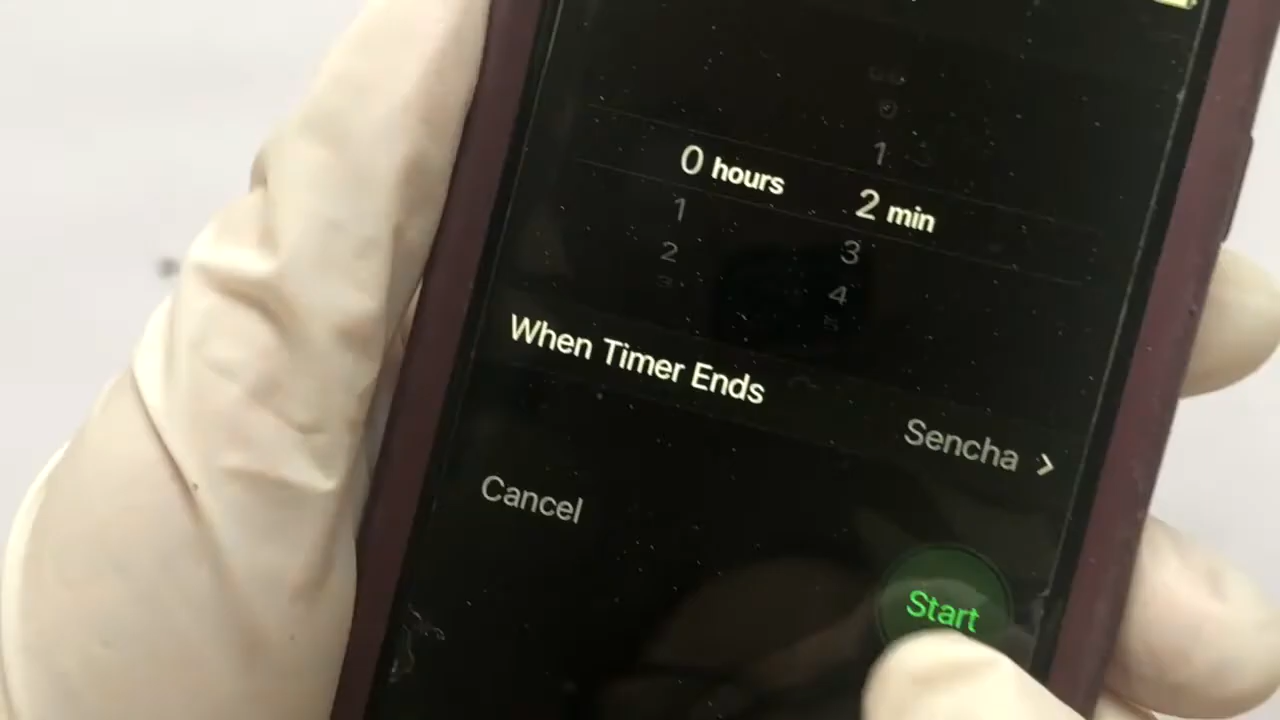 1
0 hours 2 min
1 3
2 4
When Timer Ends
Sencha >
Cancel
Start